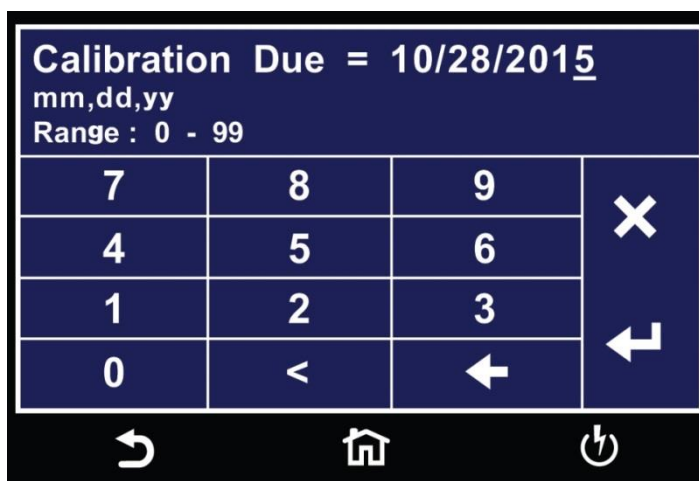 Calibration Due = 10/28/2015
mm,dd,yy
Range : 0 - 99
7 8 9
4 5 6
1 2 3
0 <